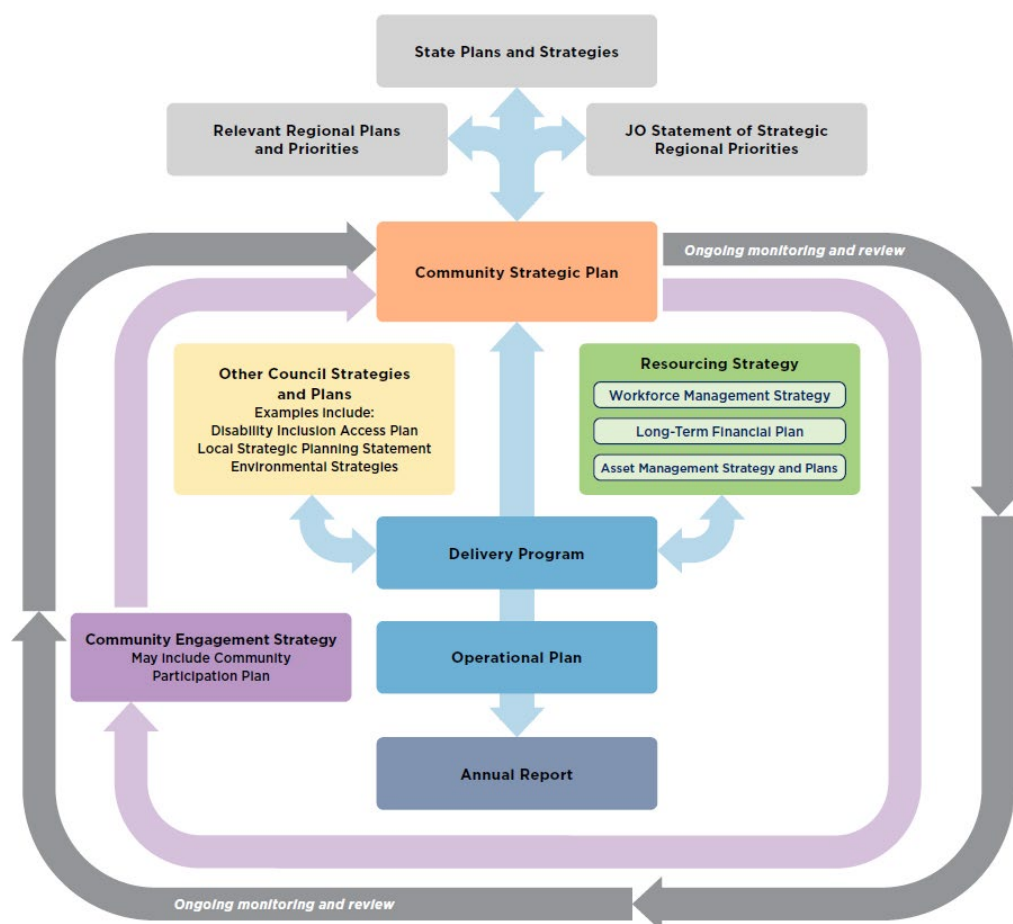 State Plans and Strategies
Relevant Regional Plans
and Priorities
JO Statement of Strategic
Regional Priorities
Community Strategic Plan
Ongoing monitoring and review
Other Council Strategies
and Plans
Examples include:
Disability Inclusion Access Plan
Local Strategic Planning Statement
Environmental Strategies
Resourcing Strategy
Workforce Management Strategy
Long-Term Financial Plan
Asset Management Strategy and Plans
Delivery Program
Community Engagement Strategy
May Include Community
Participation Plan
Operational Plan
Annual Report
Ongoing monitoring and review